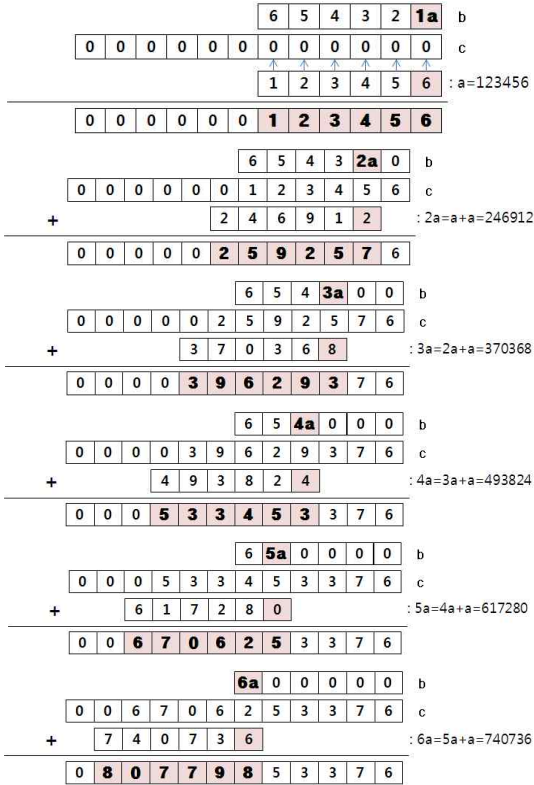 6 5 4 3 2 1a b
0 0 0 0 0 0 0 0 0 0 0 0 c
1 2 3 4 5 6 : a=123456
0 0 0 0 0 0 1 2 3 4 5 6
6 5 4 3 2a 0 b
0 0 0 0 0 0 1 2 3 4 5 6 c
+ 2 4 6 9 1 2 : 2a=a+a=246912
0 0 0 0 0 2 5 9 2 5 7 6
6 5 4 3a 0 0 b
0 0 0 0 0 2 5 9 2 5 7 6 c
+ 3 7 0 3 6 8 : 3a=2a+a=370368
0 0 0 0 3 9 6 2 9 3 7 6
6 5 4a 0 0 0 b
0 0 0 0 3 9 6 2 9 3 7 6 c
+ 4 9 3 8 2 4 : 4a=3a+a=493824
0 0 0 5 3 3 4 5 3 3 7 6
6 5a 0 0 0 0 b
0 0 0 5 3 3 4 5 3 3 7 6 c
+ 6 1 7 2 8 0 : 5a=4a+a=617280
0 0 6 7 0 6 2 5 3 3 7 6
6a 0 0 0 0 0 b
0 0 6 7 0 6 2 5 3 3 7 6 c
+ 7 4 0 7 3 6 : 6a=5a+a=740736
0 8 0 7 7 9 8 5 3 3 7 6